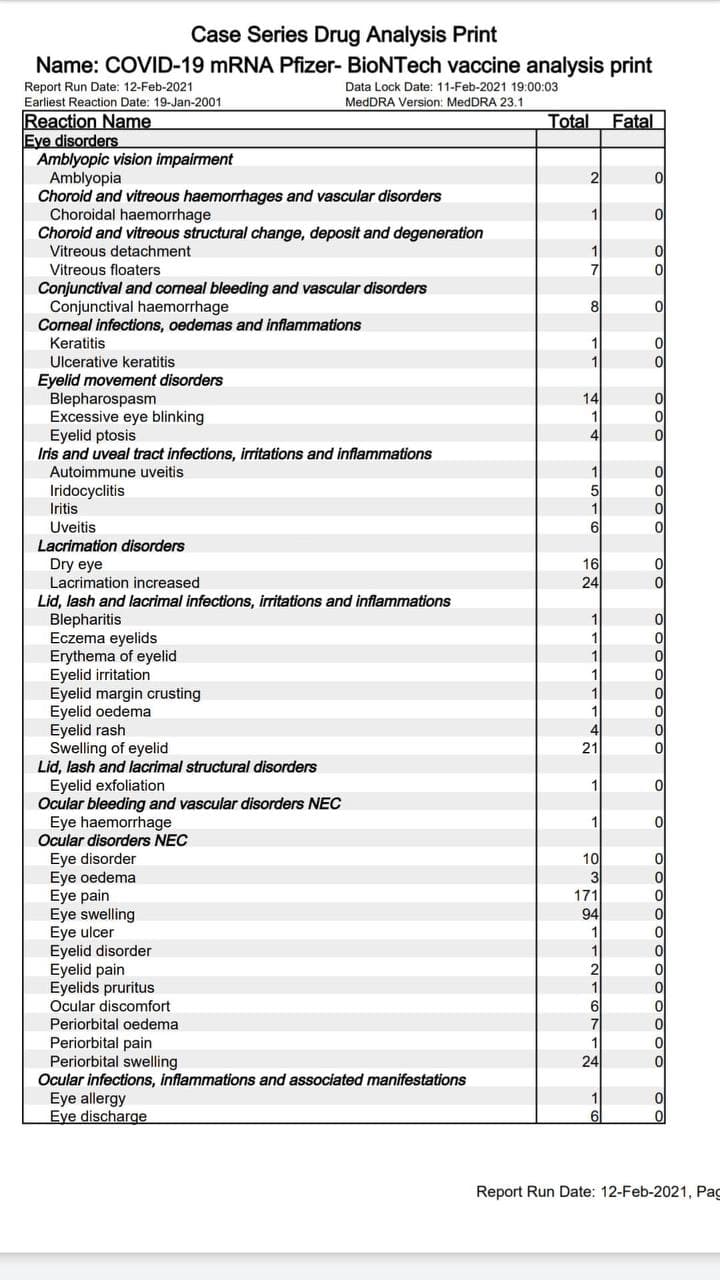 Case Series Drug Analysis Print
Name: COVID-19 mRNA Pfizer- BioNTech vaccine analysis print
Report Run Date: 12-Feb-2021 Data Lock Date: 11-Feb-2021 19:00:03
Earliest Reaction Date: 19-Jan-2001 MedDRA Version: MedDRA 23.1
Reaction Name Total Fatal
Eye disorders
Amblyopic vision impairment
Amblyopia 2 0
Choroid and vitreous haemorrhages and vascular disorders
Choroidal haemorrhage 1 0
Choroid and vitreous structural change, deposit and degeneration
Vitreous detachment 1 0
Vitreous floaters 7 0
Conjunctival and corneal bleeding and vascular disorders
Conjunctival haemorrhage 8 0
Corneal infections, oedemas and inflammations
Keratitis 1 0
Ulcerative keratitis 1 0
Eyelid movement disorders
Blepharospasm 14 0
Excessive eye blinking 1 0
Eyelid ptosis 4 0
Iris and uveal tract infections, irritations and inflammations
Autoimmune uveitis 1 0
Iridocyclitis 5 0
Iritis 1 0
Uveitis 6 0
Lacrimation disorders
Dry eye 16 0
Lacrimation increased 24 0
Lid, lash and lacrimal infections, irritations and inflammations
Blepharitis 1 0
Eczema eyelids 1 0
Erythema of eyelid 1 0
Eyelid irritation 1 0
Eyelid margin crusting 1 0
Eyelid oedema 1 0
Eyelid rash 4 0
Swelling of eyelid 21 0
Lid, lash and lacrimal structural disorders
Eyelid exfoliation 1 0
Ocular bleeding and vascular disorders NEC
Eye haemorrhage 1 0
Ocular disorders NEC
Eye disorder 10 0
Eye oedema 3 0
Eye pain 171 0
Eye swelling 94 0
Eye ulcer 1 0
Eyelid disorder 1 0
Eyelid pain 2 0
Eyelids pruritus 1 0
Ocular discomfort 6 0
Periorbital oedema 7 0
Periorbital pain 1 0
Periorbital swelling 24 0
Ocular infections, inflammations and associated manifestations
Eye allergy 1 0
Eye discharge 6 0
Report Run Date: 12-Feb-2021, Pag